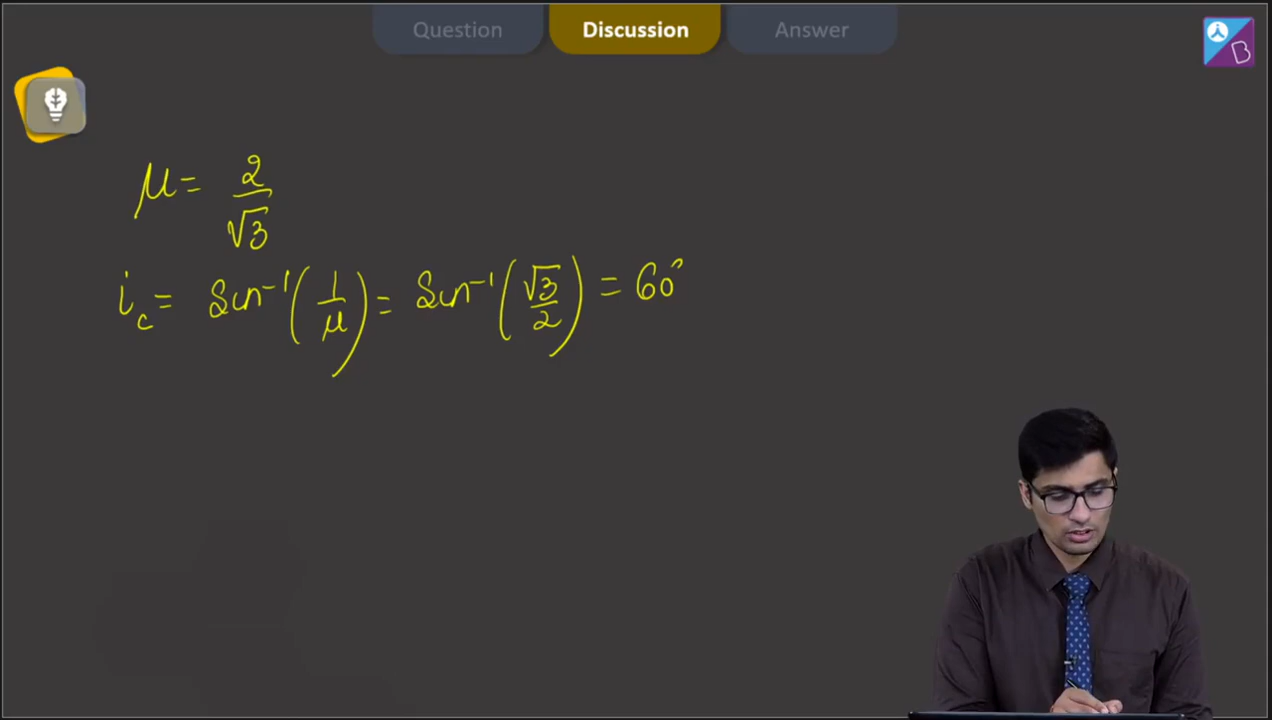 Question Discussion Answer
μ = 2/√3
i_c = Sin⁻¹(1/μ) = Sin⁻¹(√3/2) = 60°
B